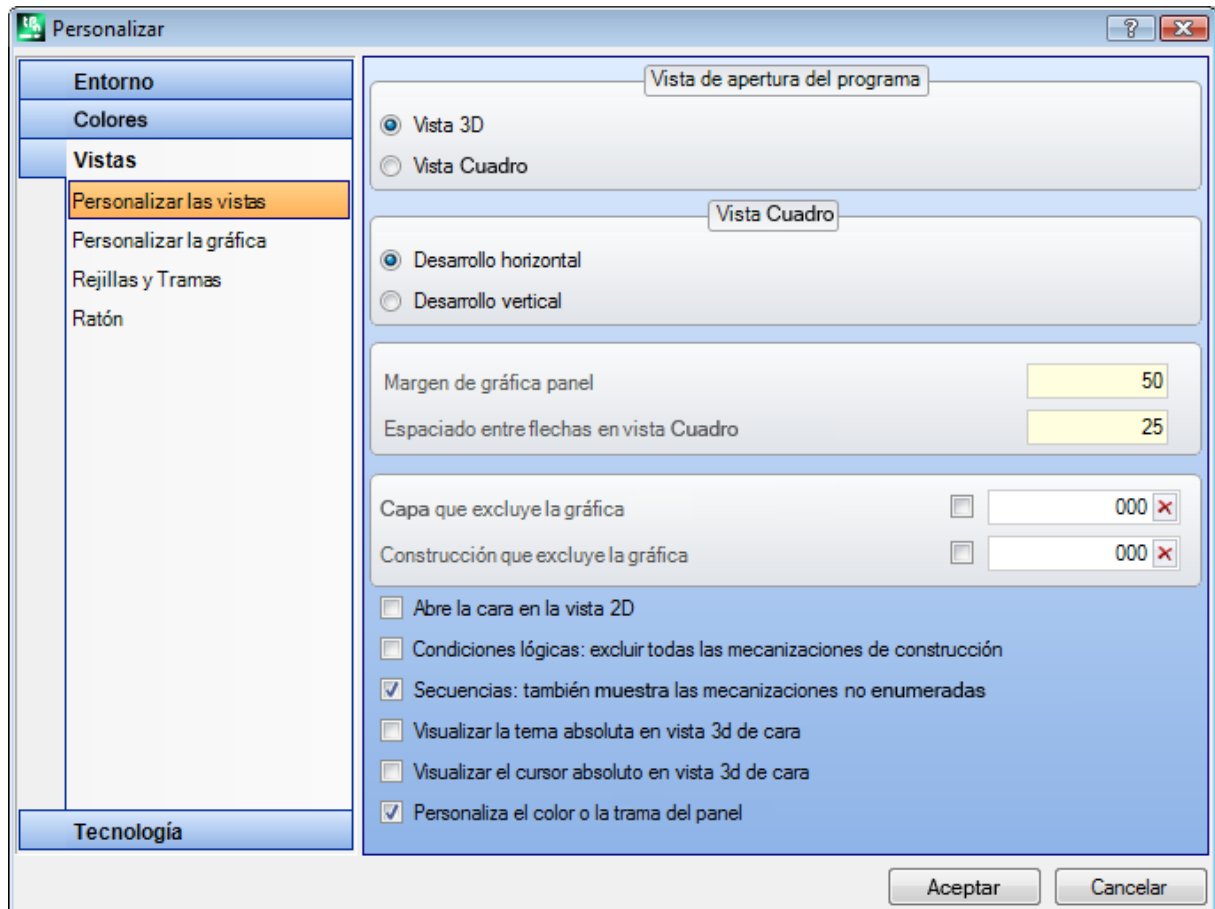 Personalizar
Entorno
Colores
Vistas
Personalizar las vistas
Personalizar la gráfica
Rejillas y Tramas
Ratón
Tecnología
Vista de apertura del programa
Vista 3D
Vista Cuadro
Vista Cuadro
Desarrollo horizontal
Desarrollo vertical
Margen de gráfica panel 50
Espaciado entre flechas en vista Cuadro 25
Capa que excluye la gráfica 000
Construcción que excluye la gráfica 000
Abre la cara en la vista 2D
Condiciones lógicas: excluir todas las mecanizaciones de construcción
Secuencias: también muestra las mecanizaciones no enumeradas
Visualizar la terna absoluta en vista 3d de cara
Visualizar el cursor absoluto en vista 3d de cara
Personaliza el color o la trama del panel
Aceptar Cancelar